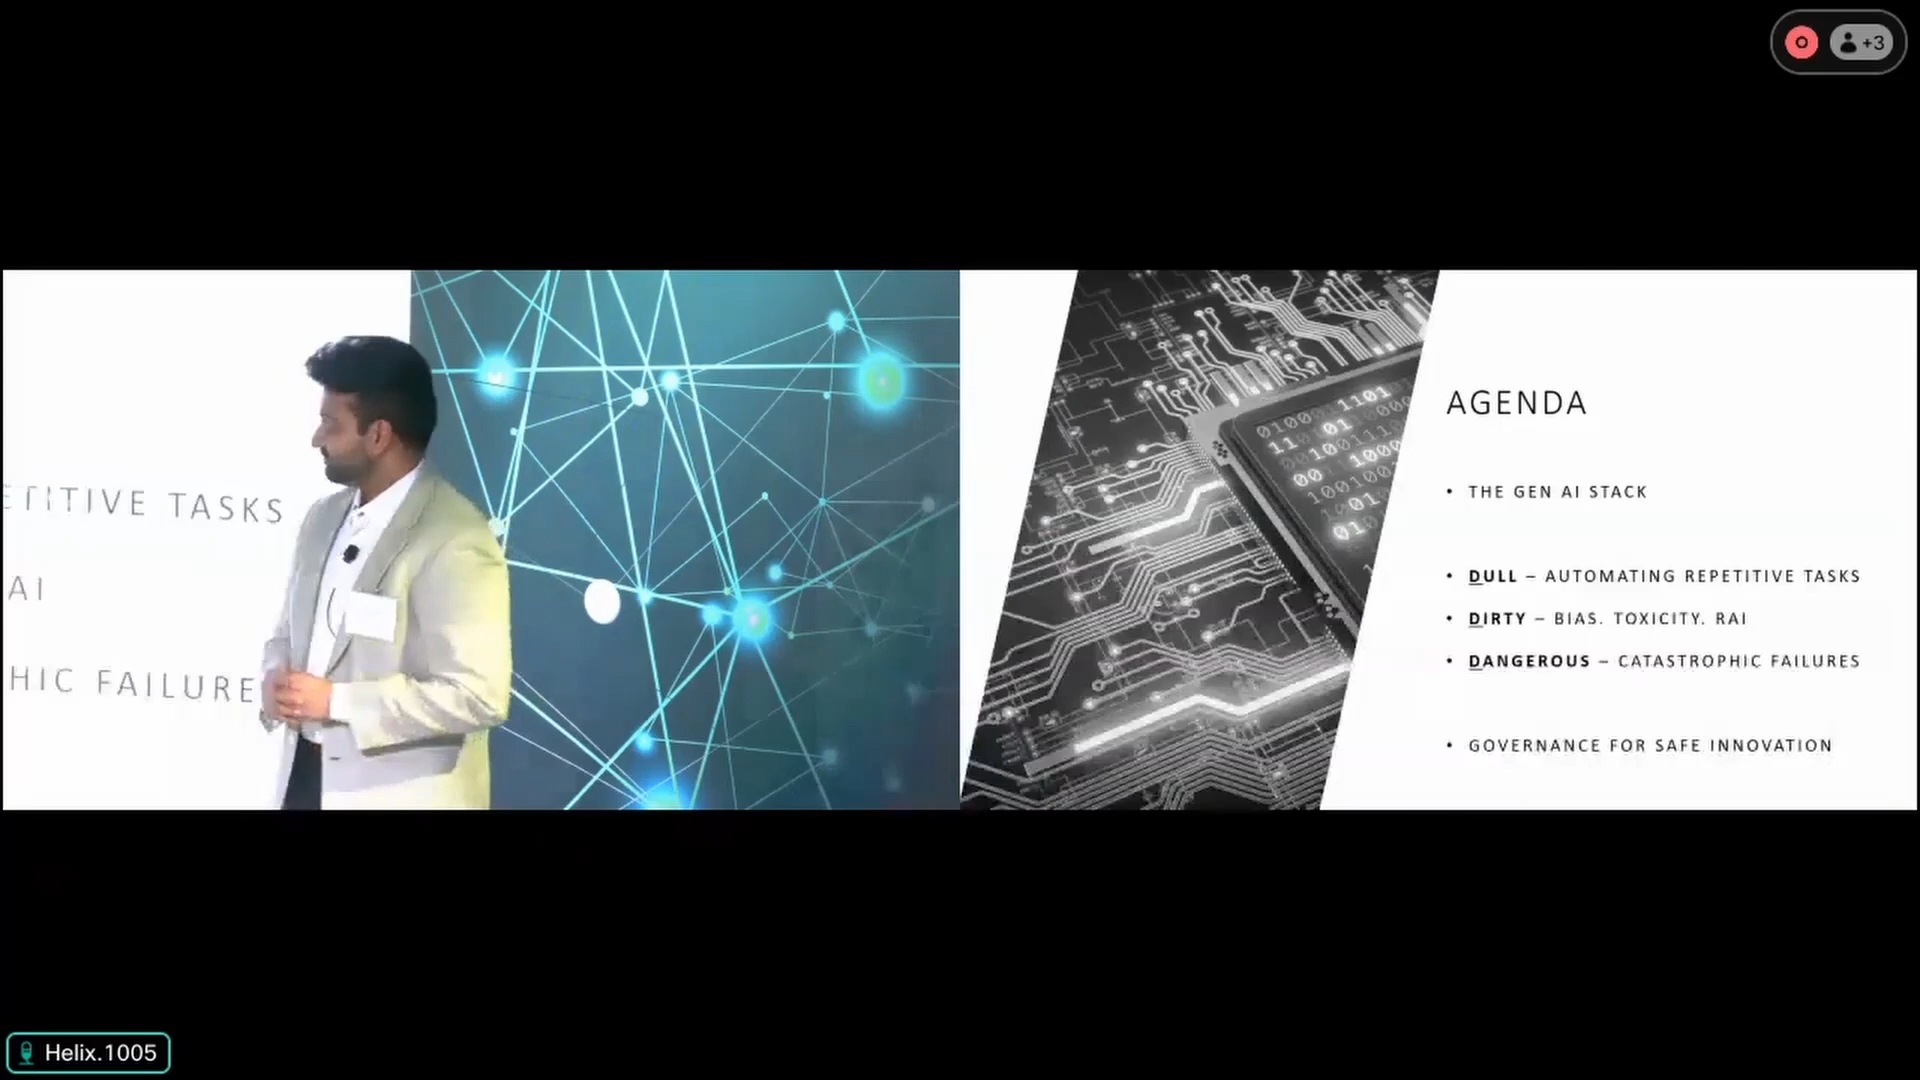 +3
ETITIVE TASKS
AI
HIC FAILURE
AGENDA
• THE GEN AI STACK
• DULL – AUTOMATING REPETITIVE TASKS
• DIRTY – BIAS. TOXICITY. RAI
• DANGEROUS – CATASTROPHIC FAILURES
• GOVERNANCE FOR SAFE INNOVATION
Helix.1005